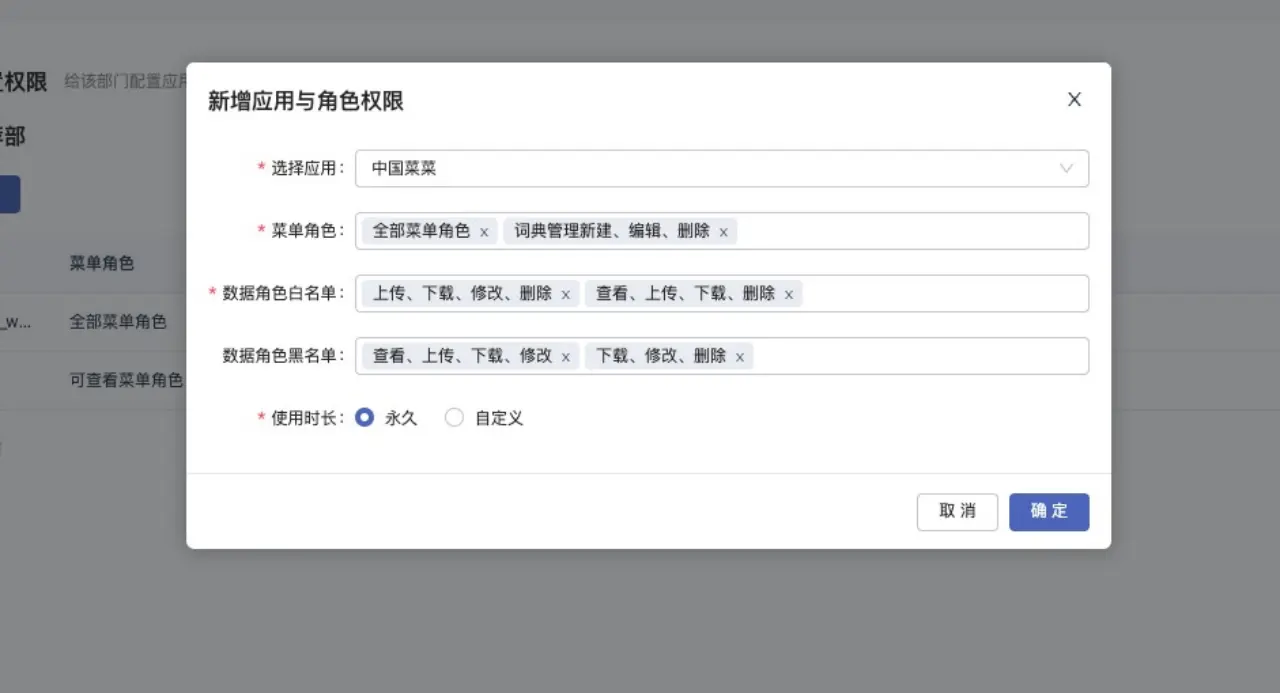 置权限 给该部门配置应用
部
菜单角色
_w... 全部菜单角色
可查看菜单角色
新增应用与角色权限 X
* 选择应用: 中国菜菜
* 菜单角色: 全部菜单角色 x 词典管理新建、编辑、删除 x
* 数据角色白名单: 上传、下载、修改、删除 x 查看、上传、下载、删除 x
数据角色黑名单: 查看、上传、下载、修改 x 下载、修改、删除 x
* 使用时长: 永久 自定义
取 消 确 定